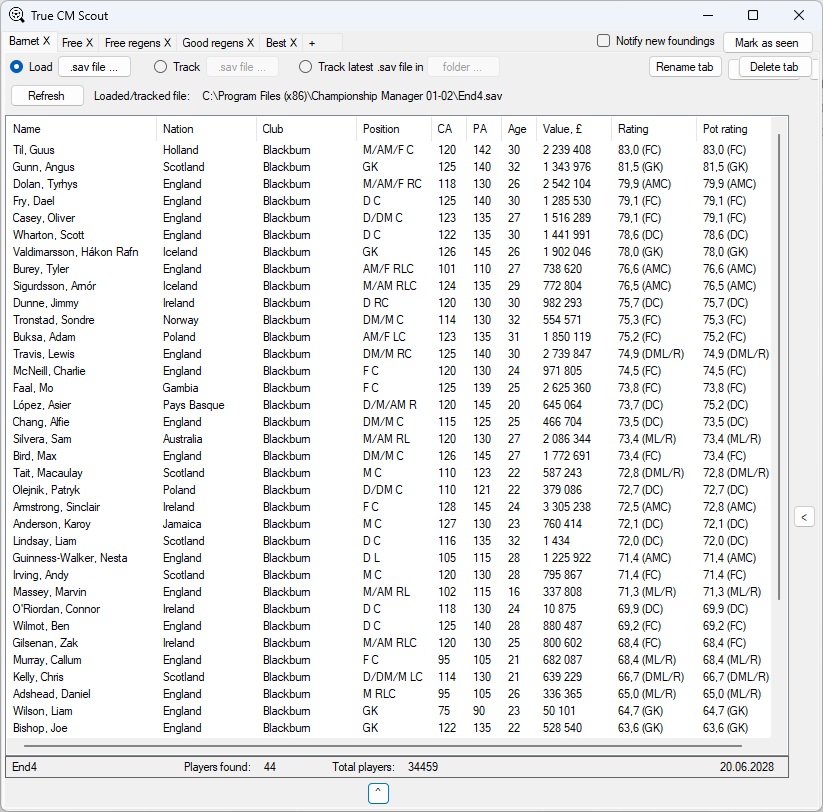 True CM Scout
Barnet X Free X Free regens X Good regens X Best X + Notify new foundings Mark as seen
Load .sav file ... Track .sav file ... Track latest .sav file in folder ... Rename tab Delete tab
Refresh Loaded/tracked file: C:\Program Files (x86)\Championship Manager 01-02\End4.sav
Name Nation Club Position CA PA Age Value, £ Rating Pot rating
Til, Guus Holland Blackburn M/AM/F C 120 142 30 2 239 408 83,0 (FC) 83,0 (FC)
Gunn, Angus Scotland Blackburn GK 125 140 32 1 343 976 81,5 (GK) 81,5 (GK)
Dolan, Tyrhys England Blackburn M/AM/F RC 118 130 26 2 542 104 79,9 (AMC) 79,9 (AMC)
Fry, Dael England Blackburn D C 125 140 30 1 285 530 79,1 (FC) 79,1 (FC)
Casey, Oliver England Blackburn D/DM C 123 135 27 1 516 289 79,1 (FC) 79,1 (FC)
Wharton, Scott England Blackburn D C 122 135 30 1 441 991 78,6 (DC) 78,6 (DC)
Valdimarsson, Hákon Rafn Iceland Blackburn GK 126 145 26 1 902 046 78,0 (GK) 78,0 (GK)
Burey, Tyler England Blackburn AM/F RLC 101 110 27 738 620 76,6 (AMC) 76,6 (AMC)
Sigurdsson, Arnór Iceland Blackburn M/AM RLC 124 135 29 772 804 76,5 (AMC) 76,5 (AMC)
Dunne, Jimmy Ireland Blackburn D RC 120 130 30 982 293 75,7 (DC) 75,7 (DC)
Tronstad, Sondre Norway Blackburn DM/M C 114 130 32 554 571 75,3 (FC) 75,3 (FC)
Buksa, Adam Poland Blackburn AM/F LC 123 135 31 1 850 119 75,2 (FC) 75,2 (FC)
Travis, Lewis England Blackburn DM/M RC 125 140 30 2 739 847 74,9 (DML/R) 74,9 (DML/R)
McNeill, Charlie England Blackburn F C 120 130 24 971 805 74,5 (FC) 74,5 (FC)
Faal, Mo Gambia Blackburn F C 125 139 25 2 625 360 73,8 (FC) 73,8 (FC)
López, Asier Pays Basque Blackburn D/M/AM R 120 145 20 645 064 73,7 (DC) 75,2 (DC)
Chang, Alfie England Blackburn DM/M C 115 125 25 466 704 73,5 (DC) 73,5 (DC)
Silvera, Sam Australia Blackburn M/AM RL 120 130 27 2 086 344 73,4 (ML/R) 73,4 (ML/R)
Bird, Max England Blackburn DM/M C 126 145 27 1 772 691 73,4 (FC) 73,4 (FC)
Tait, Macaulay Scotland Blackburn M C 110 123 22 587 243 72,8 (DML/R) 72,8 (DML/R)
Olejnik, Patryk Poland Blackburn D/DM C 110 121 22 379 086 72,7 (DC) 72,7 (DC)
Armstrong, Sinclair Ireland Blackburn F C 128 145 24 3 305 238 72,5 (AMC) 72,8 (AMC)
Anderson, Karoy Jamaica Blackburn M C 127 130 23 760 414 72,1 (DC) 72,1 (DC)
Lindsay, Liam Scotland Blackburn D C 116 135 32 1 434 72,0 (DC) 72,0 (DC)
Guinness-Walker, Nesta England Blackburn D L 105 115 28 1 225 922 71,4 (AMC) 71,4 (AMC)
Irving, Andy Scotland Blackburn M C 120 130 28 795 867 71,4 (FC) 71,4 (FC)
Massey, Marvin England Blackburn M/AM RL 102 115 16 337 808 71,3 (ML/R) 71,3 (ML/R)
O'Riordan, Connor Ireland Blackburn D C 118 130 24 10 875 69,9 (DC) 69,9 (DC)
Wilmot, Ben England Blackburn D C 125 140 28 880 487 69,2 (FC) 69,2 (FC)
Gilsenan, Zak Ireland Blackburn M/AM RLC 120 130 25 800 602 68,4 (FC) 68,4 (FC)
Murray, Callum England Blackburn F C 95 105 21 682 087 68,4 (ML/R) 68,4 (ML/R)
Kelly, Chris Scotland Blackburn D/DM/M LC 114 130 21 639 229 66,7 (DML/R) 66,7 (DML/R)
Adshead, Daniel England Blackburn M RLC 95 105 26 336 365 65,0 (ML/R) 65,0 (ML/R)
Wilson, Liam England Blackburn GK 75 90 23 50 101 64,7 (GK) 64,7 (GK)
Bishop, Joe England Blackburn GK 122 135 22 528 540 63,6 (GK) 63,6 (GK)
End4 Players found: 44 Total players: 34459 20.06.2028